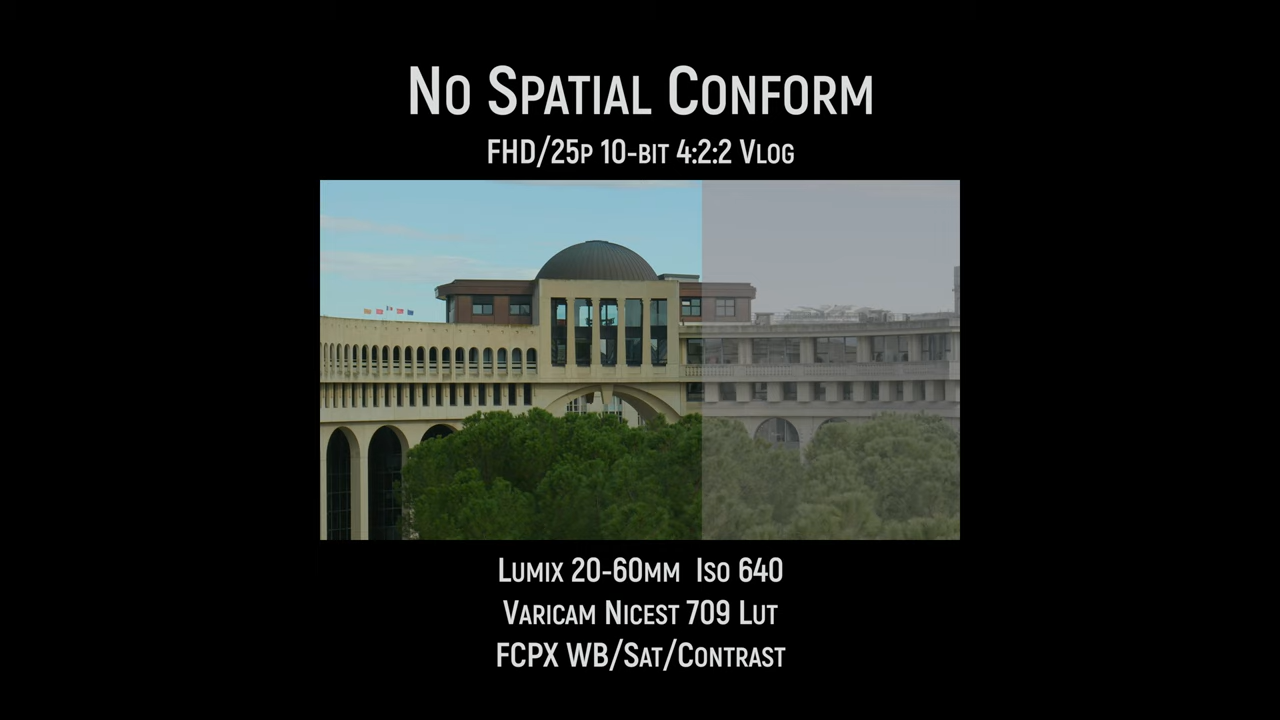 No Spatial Conform
FHD/25p 10-bit 4:2:2 Vlog
Lumix 20-60mm Iso 640
Varicam Nicest 709 Lut
FCPX WB/Sat/Contrast